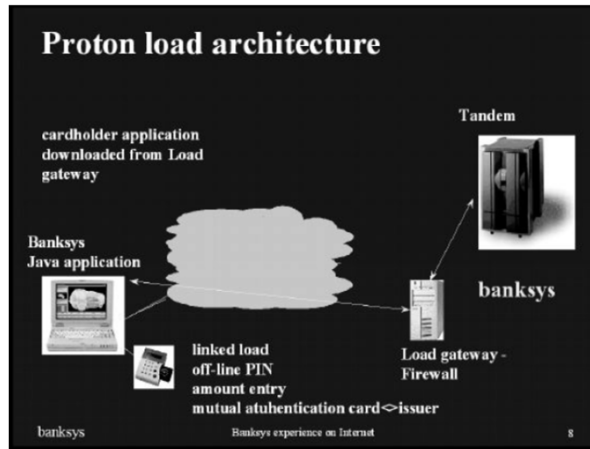 Proton load architecture
Tandem
cardholder application
downloaded from Load
gateway
Banksys
Java application
banksys
linked load
off-line PIN
amount entry
mutual atuhentication card<>issuer
Load gateway -
Firewall
banksys
Banksys experience on Internet
8